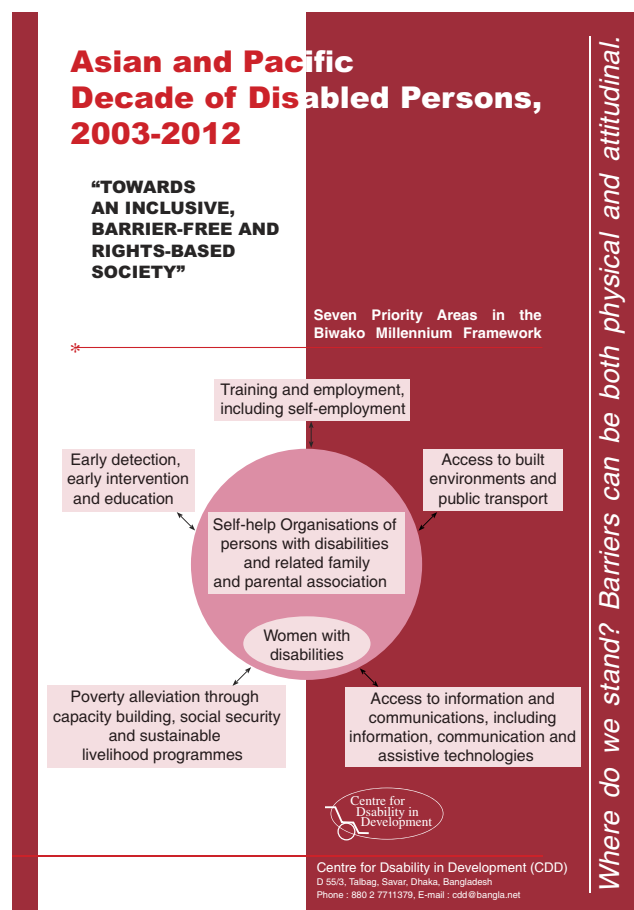 Asian and Pacific
Decade of Disabled Persons,
2003-2012
“TOWARDS
AN INCLUSIVE,
BARRIER-FREE AND
RIGHTS-BASED
SOCIETY”
Seven Priority Areas in the
Biwako Millennium Framework
*
Training and employment,
including self-employment
Early detection,
early intervention
and education
Access to built
environments and
public transport
Self-help Organisations of
persons with disabilities
and related family
and parental association
Women with
disabilities
Poverty alleviation through
capacity building, social security
and sustainable
livelihood programmes
Access to information and
communications, including
information, communication and
assistive technologies
Centre for
Dsability in
Development
Centre for Dsability in Development (CDD)
D 55/3, Talbag, Savar, Dhaka, Bangladesh
Phone : 880 2 7711379, E-mail : cdd@bangla.net
Where do we stand? Barriers can be both physical and attitudinal.